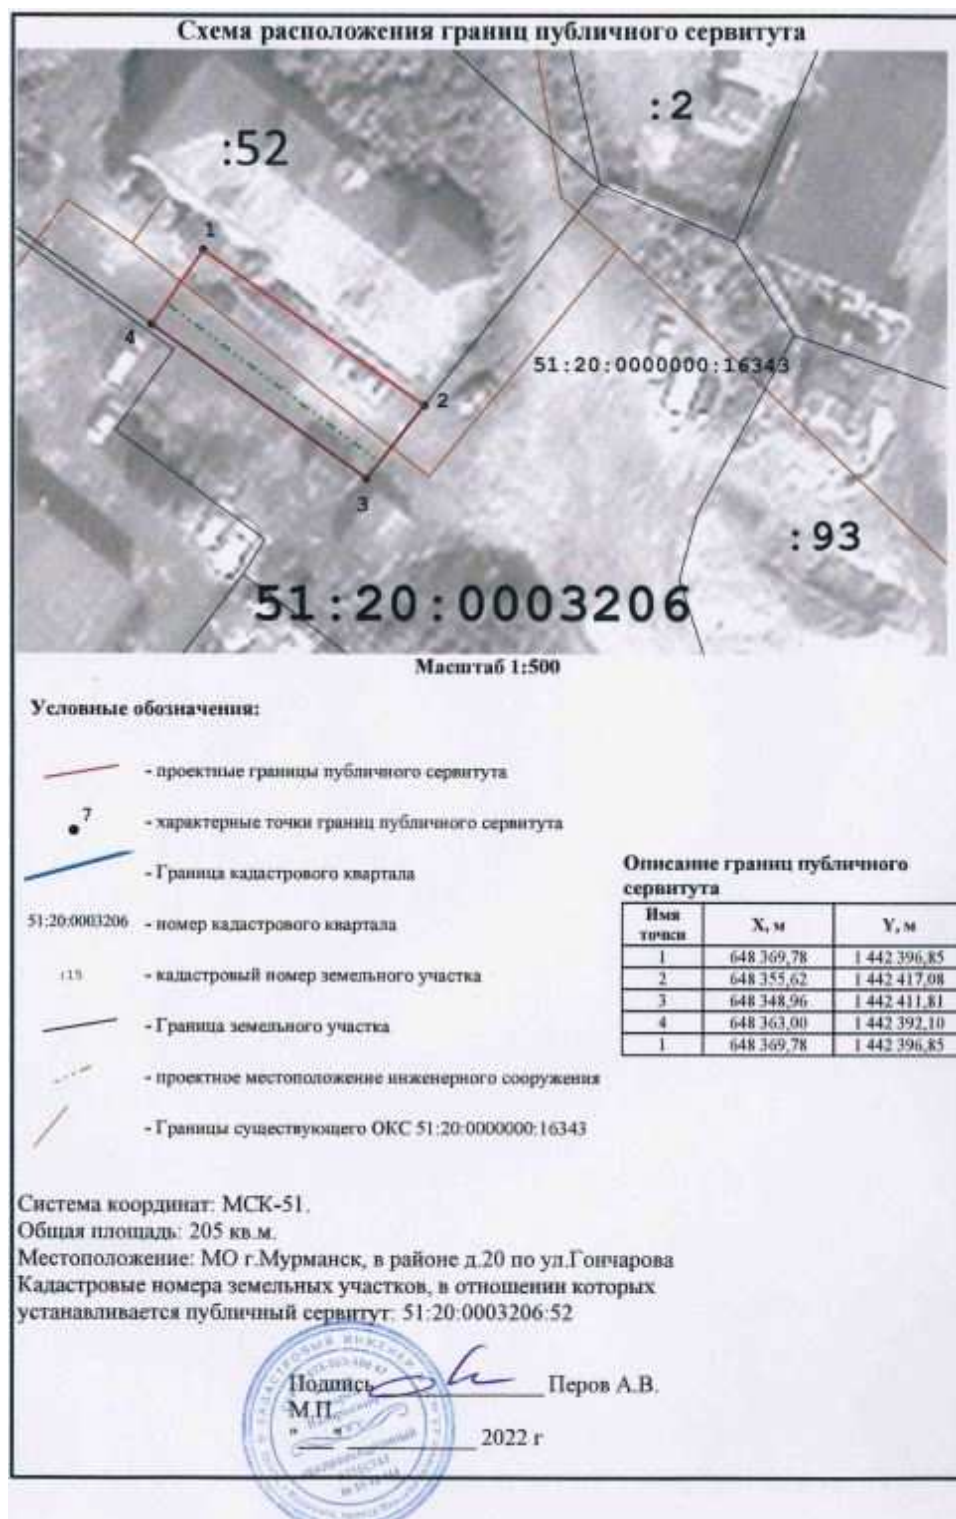 Схема расположения границ публичного сервитута
:52
:2
1
4
2
51:20:0000000:16343
3
:93
51:20:0003206
Масштаб 1:500
Условные обозначения:
- проектные границы публичного сервитута
7
- характерные точки границ публичного сервитута
- Граница кадастрового квартала
51:20:0003206 - номер кадастрового квартала
:15 - кадастровый номер земельного участка
- Граница земельного участка
- проектное местоположение инженерного сооружения
- Границы существующего ОКС 51:20:0000000:16343
Описание границ публичного
сервитута
Имя точки X, м Y, м
1 648 369,78 1 442 396,85
2 648 355,62 1 442 417,08
3 648 348,96 1 442 411,81
4 648 363,00 1 442 392,10
1 648 369,78 1 442 396,85
Система координат: МСК-51.
Общая площадь: 205 кв.м.
Местоположение: МО г.Мурманск, в районе д.20 по ул.Гончарова
Кадастровые номера земельных участков, в отношении которых
устанавливается публичный сервитут: 51:20:0003206:52
Подпись Перов А.В.
М.П.
" " 2022 г
КАДАСТРОВЫЙ ИНЖЕНЕР